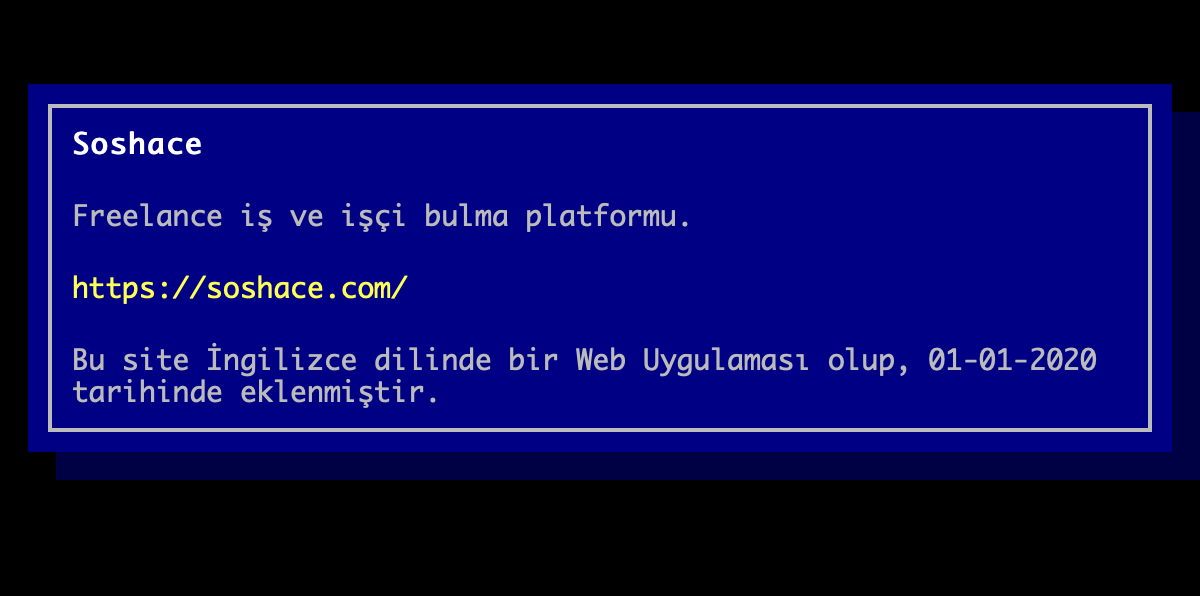 Soshace
Freelance iş ve işçi bulma platformu.
https://soshace.com/
Bu site İngilizce dilinde bir Web Uygulaması olup, 01-01-2020
tarihinde eklenmiştir.